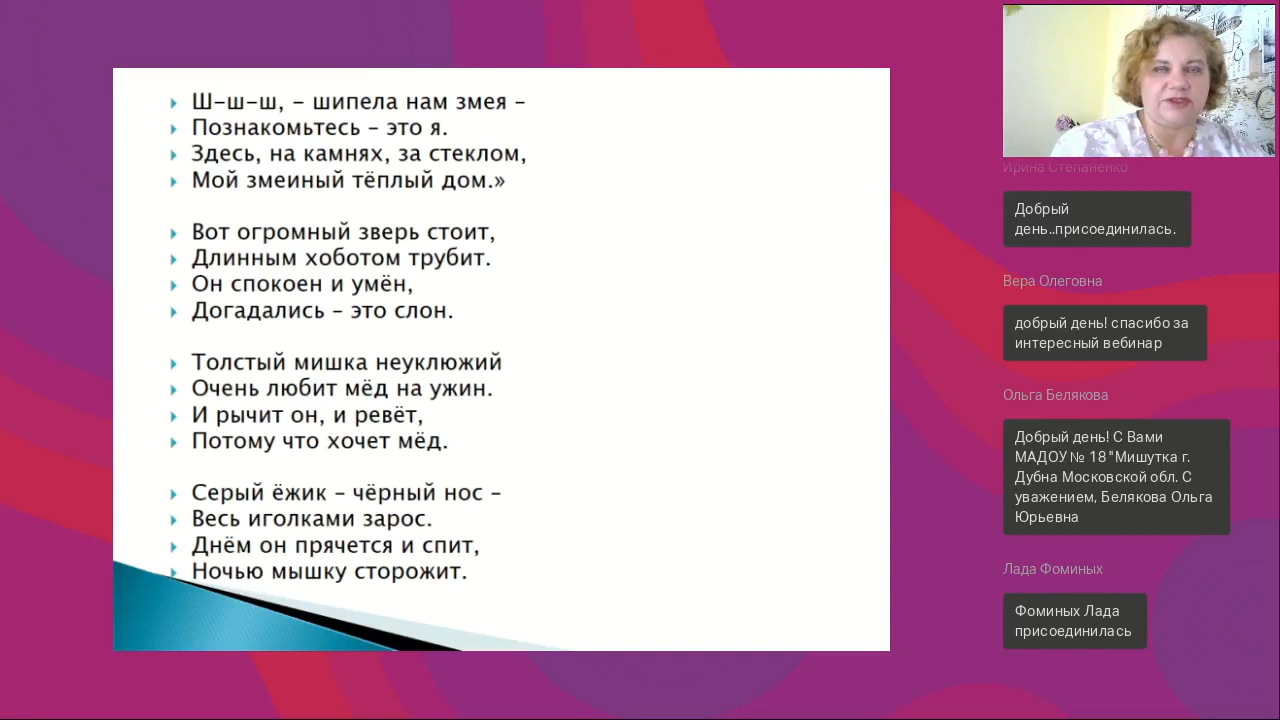 Ш-ш-ш, – шипела нам змея –
Познакомьтесь – это я.
Здесь, на камнях, за стеклом,
Мой змеиный тёплый дом.»
Вот огромный зверь стоит,
Длинным хоботом трубит.
Он спокоен и умён,
Догадались – это слон.
Толстый мишка неуклюжий
Очень любит мёд на ужин.
И рычит он, и ревёт,
Потому что хочет мёд.
Серый ёжик – чёрный нос –
Весь иголками зарос.
Днём он прячется и спит,
Ночью мышку сторожит.
Ирина Степаненко
Добрый
день..присоединилась.
Вера Олеговна
добрый день! спасибо за
интересный вебинар
Ольга Белякова
Добрый день! С Вами
МАДОУ № 18"Мишутка г.
Дубна Московской обл. С
уважением, Белякова Ольга
Юрьевна
Лада Фоминых
Фоминых Лада
присоединилась